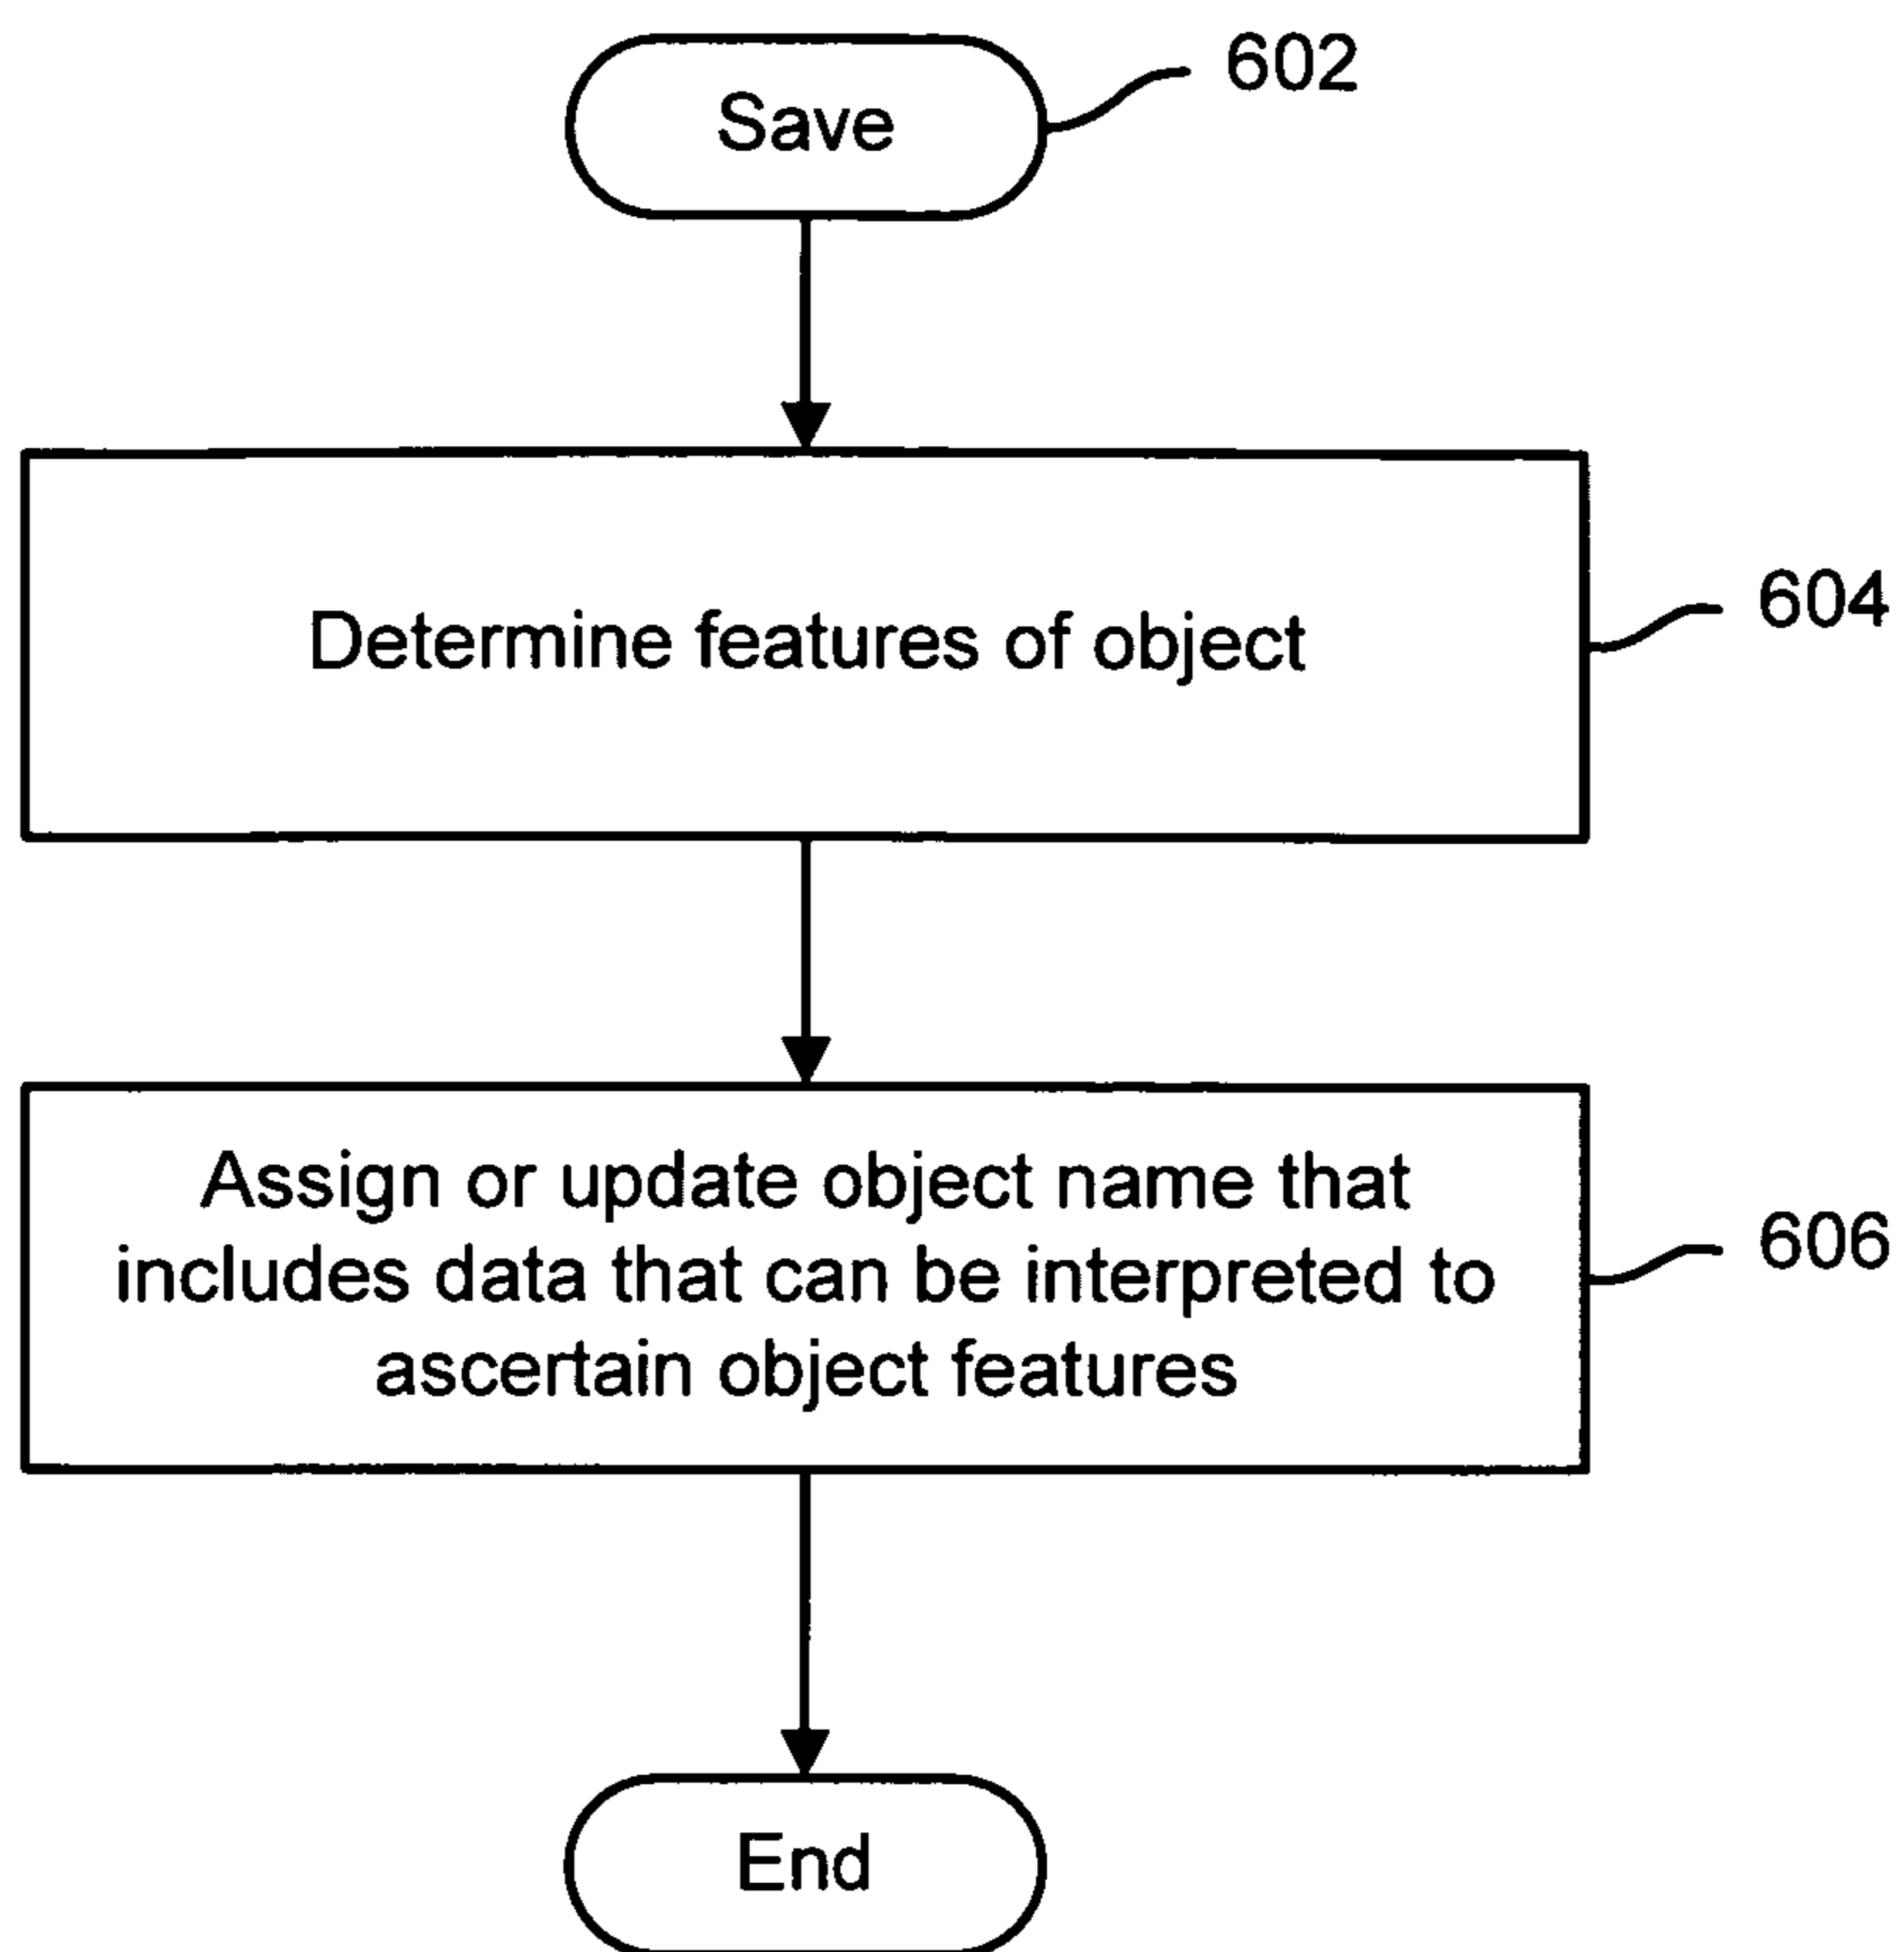 Save
602
Determine features of object
604
Assign or update object name that
includes data that can be interpreted to
ascertain object features
606
End